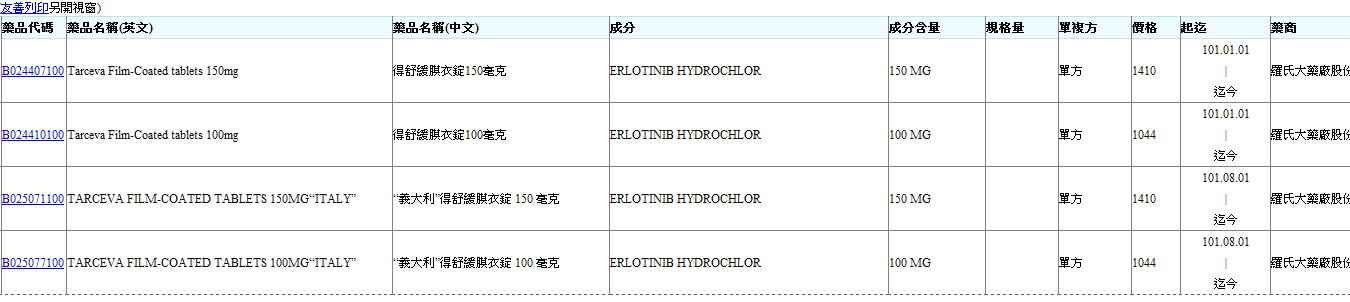 友善列印另開視窗)
藥品代碼 藥品名稱(英文) 藥品名稱(中文) 成分 成分含量 規格量 單複方 價格 起迄 藥商
B024407100 Tarceva Film-Coated tablets 150mg 得舒緩膜衣錠150毫克 ERLOTINIB HYDROCHLOR 150 MG 單方 1410 101.01.01 | 迄今 羅氏大藥廠股份
B024410100 Tarceva Film-Coated tablets 100mg 得舒緩膜衣錠100毫克 ERLOTINIB HYDROCHLOR 100 MG 單方 1044 101.01.01 | 迄今 羅氏大藥廠股份
B025071100 TARCEVA FILM-COATED TABLETS 150MG“ITALY” “義大利”得舒緩膜衣錠 150 毫克 ERLOTINIB HYDROCHLOR 150 MG 單方 1410 101.08.01 | 迄今 羅氏大藥廠股份
B025077100 TARCEVA FILM-COATED TABLETS 100MG“ITALY” “義大利”得舒緩膜衣錠 100 毫克 ERLOTINIB HYDROCHLOR 100 MG 單方 1044 101.08.01 | 迄今 羅氏大藥廠股份